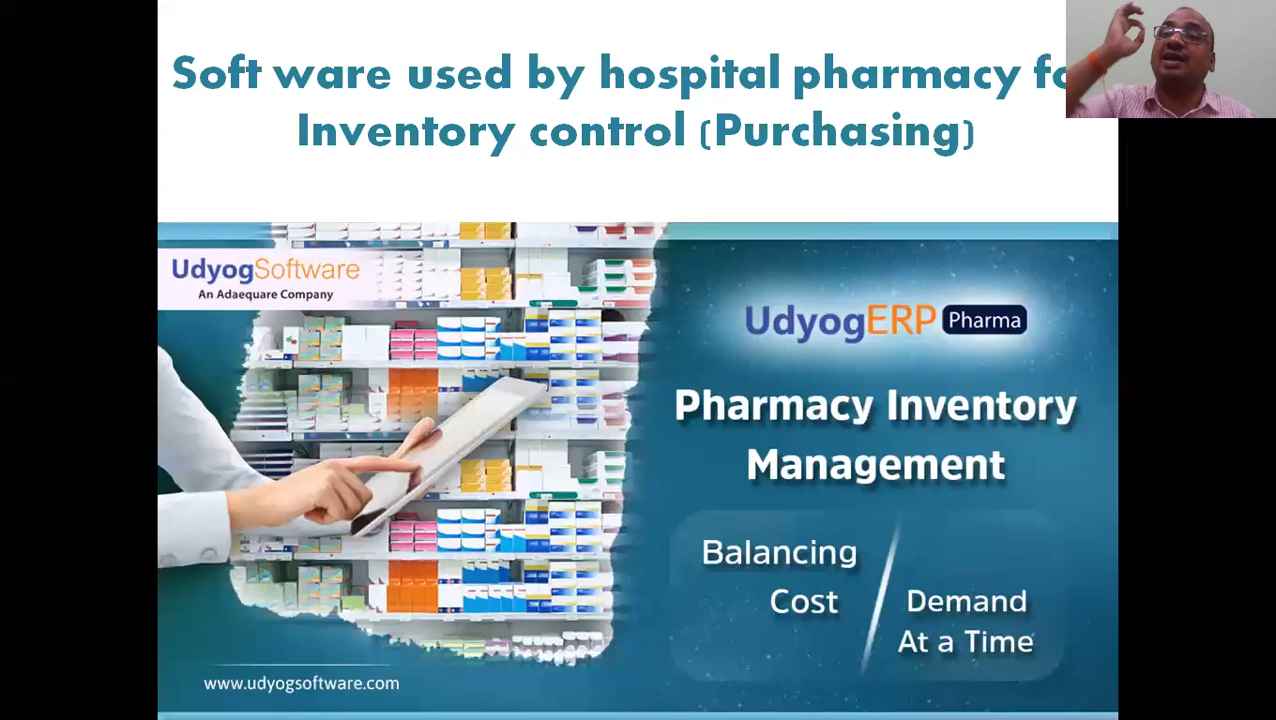 Soft ware used by hospital pharmacy fo
Inventory control (Purchasing)
UdyogSoftware
An Adaequare Company
UdyogERP Pharma
Pharmacy Inventory
Management
Balancing
Cost
Demand
At a Time
www.udyogsoftware.com